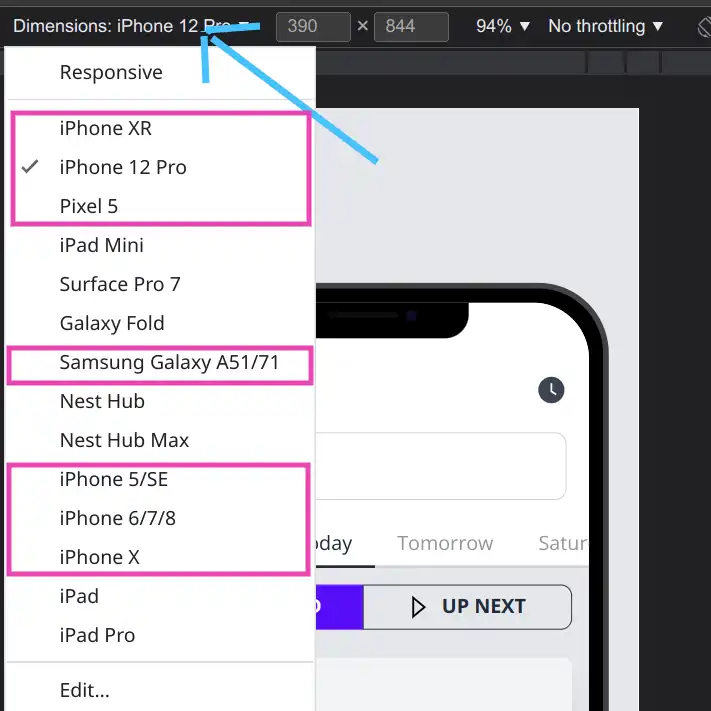 Dimensions: iPhone 12 Pro ▼ 390 × 844 94% ▼ No throttling ▼
Responsive
iPhone XR
✓ iPhone 12 Pro
Pixel 5
iPad Mini
Surface Pro 7
Galaxy Fold
Samsung Galaxy A51/71
Nest Hub
Nest Hub Max
iPhone 5/SE
iPhone 6/7/8
iPhone X
iPad
iPad Pro
Edit...
Tomorrow
UP NEXT